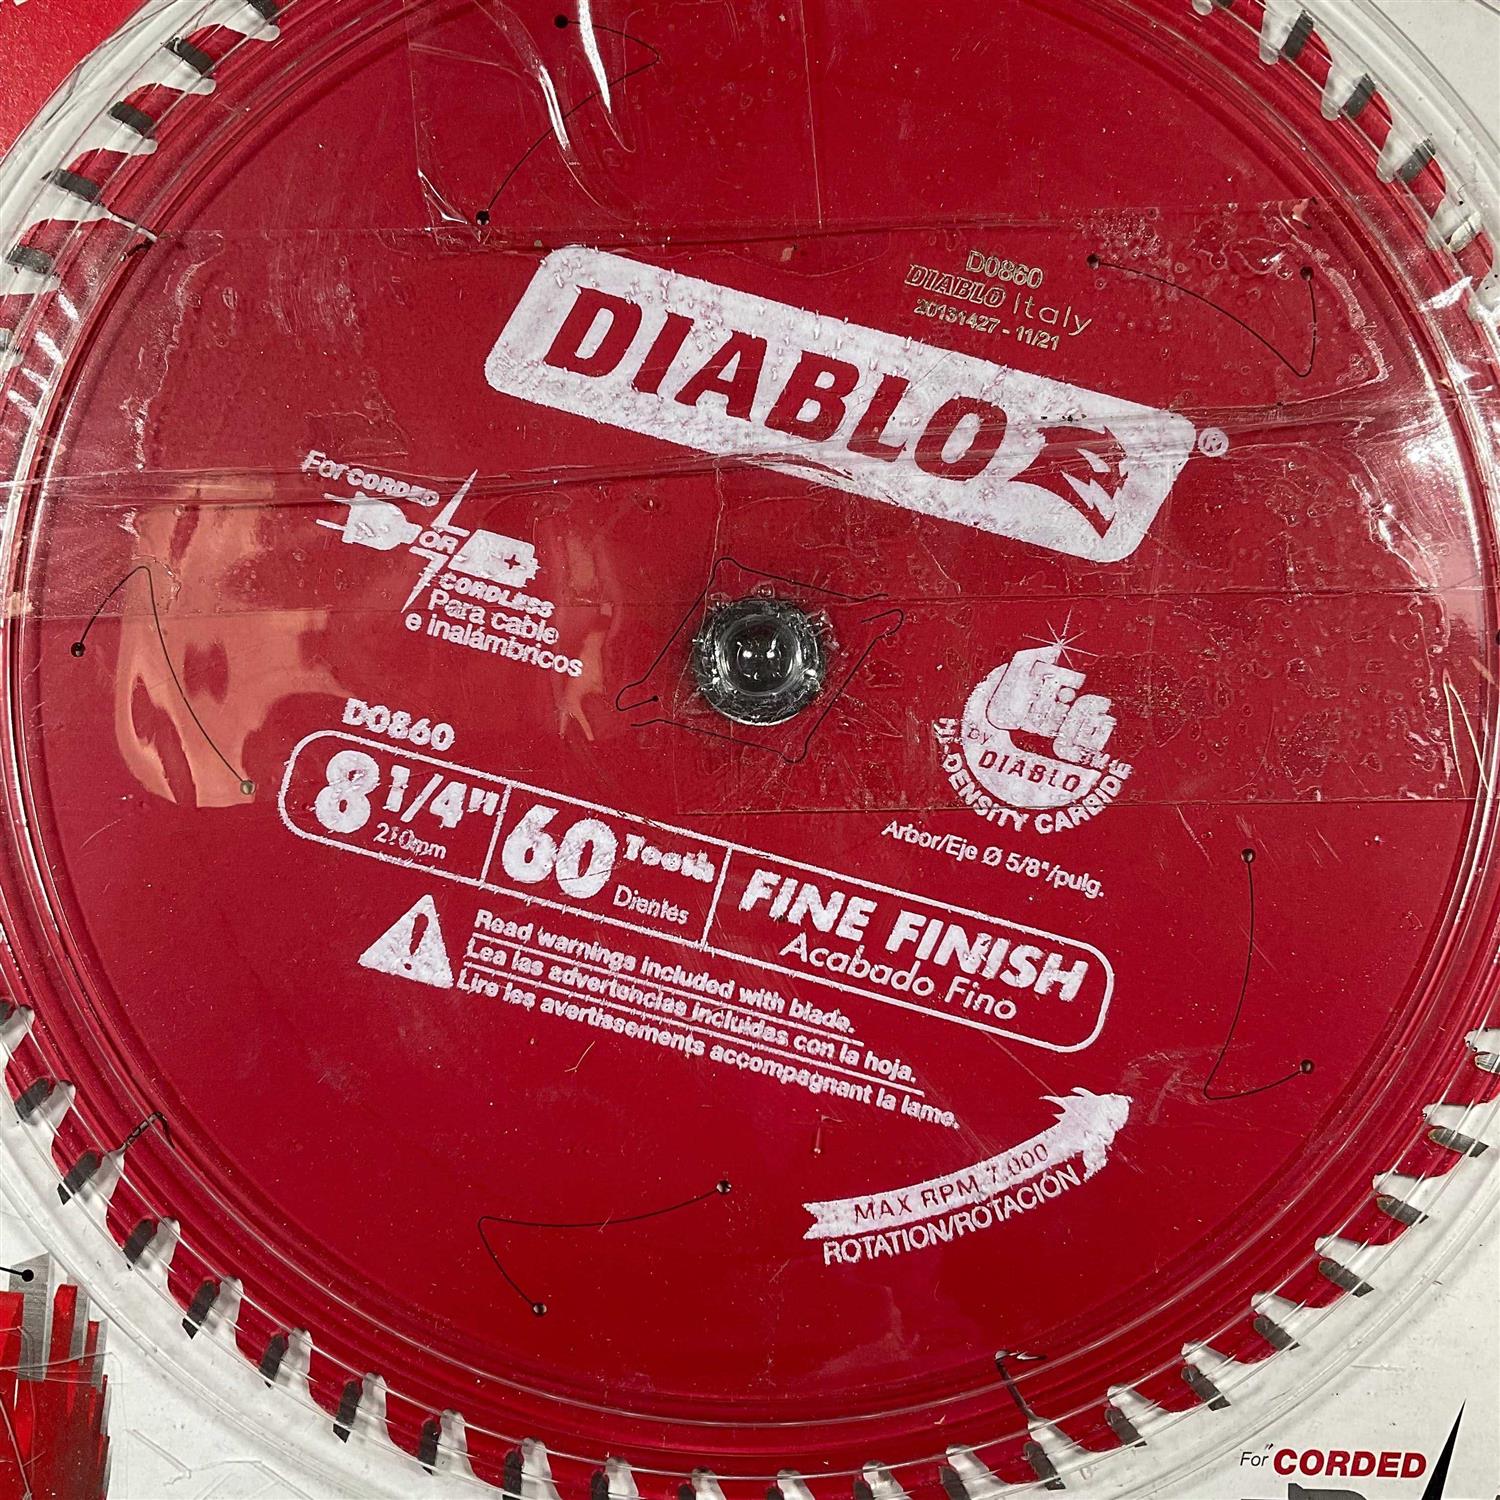 D0860
DIABLO Italy
20131427 - 11/21
DIABLO®
For CORDED
OR
CORDLESS
Para cable
e inalámbricos
BY
DIABLO
HI-DENSITY CARBIDE
Arbor/Eje Ø 5/8"/pulg.
D0860
8 1/4" 60 Tooth FINE FINISH
210mm Dientes Acabado Fino
Read warnings included with blade.
Lea las advertencias incluidas con la hoja.
Lire les avertissements accompagnant la lame.
MAX RPM 7,000
ROTATION/ROTACIÓN
For CORDED